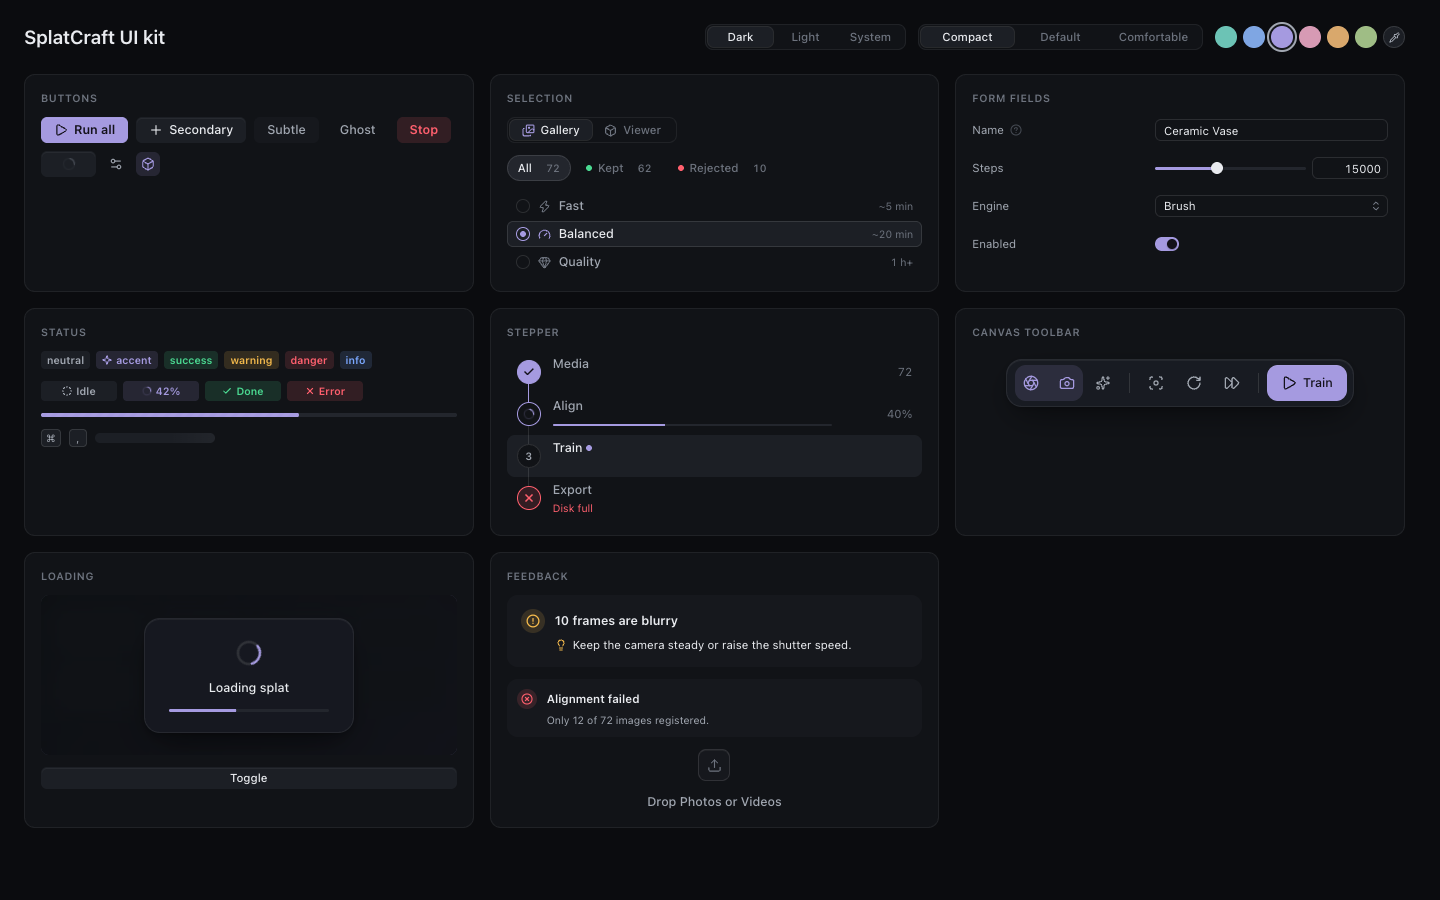 SplatCraft UI kit
Dark Light System Compact Default Comfortable
BUTTONS
Run all Secondary Subtle Ghost Stop
SELECTION
Gallery Viewer
All 72 Kept 62 Rejected 10
Fast ~5 min
Balanced ~20 min
Quality 1 h+
FORM FIELDS
Name Ceramic Vase
Steps 15000
Engine Brush
Enabled
STATUS
neutral accent success warning danger info
Idle 42% Done Error
⌘ ,
STEPPER
Media 72
Align 40%
3 Train
Export
Disk full
CANVAS TOOLBAR
Train
LOADING
Loading splat
Toggle
FEEDBACK
10 frames are blurry
Keep the camera steady or raise the shutter speed.
Alignment failed
Only 12 of 72 images registered.
Drop Photos or Videos